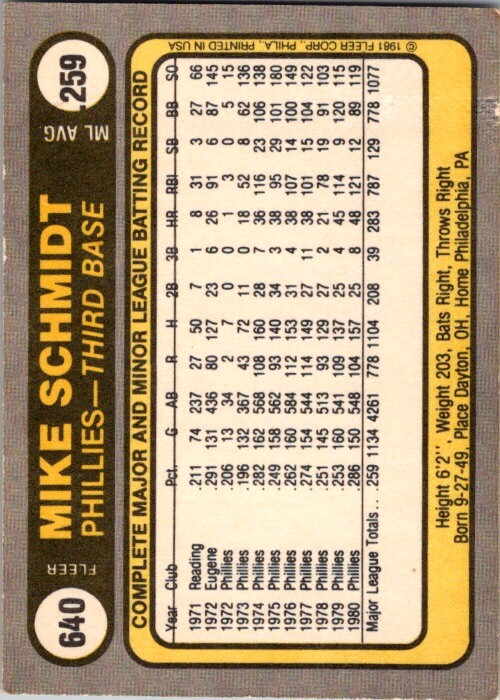 640
FLEER
MIKE SCHMIDT
PHILLIES—THIRD BASE
ML AVG
.259
COMPLETE MAJOR AND MINOR LEAGUE BATTING RECORD
Year Club Pct. G AB R H 2B 3B HR RBI SB BB SO
1971 Reading .211 74 237 27 50 7 1 8 31 3 27 66
1972 Eugene .291 131 436 80 127 23 6 26 91 6 87 145
1972 Phillies .206 13 34 2 7 0 0 1 3 0 5 15
1973 Phillies .196 132 367 43 72 11 0 18 52 8 62 136
1974 Phillies .282 162 568 108 160 28 7 36 116 23 106 138
1975 Phillies .249 158 562 93 140 34 3 38 95 29 101 180
1976 Phillies .262 160 584 112 153 31 4 38 107 14 100 149
1977 Phillies .274 154 544 114 149 27 11 38 101 15 104 122
1978 Phillies .251 145 513 93 129 27 2 21 78 19 91 103
1979 Phillies .253 160 541 109 137 25 4 45 114 9 120 115
1980 Phillies .286 150 548 104 157 25 8 48 121 12 89 119
Major League Totals.. .259 1134 4261 778 1104 208 39 283 787 129 778 1077
Height 6'2", Weight 203, Bats Right, Throws Right
Born 9-27-49, Place Dayton, OH, Home Philadelphia, PA
© 1981 FLEER CORP., PHILA., PRINTED IN USA